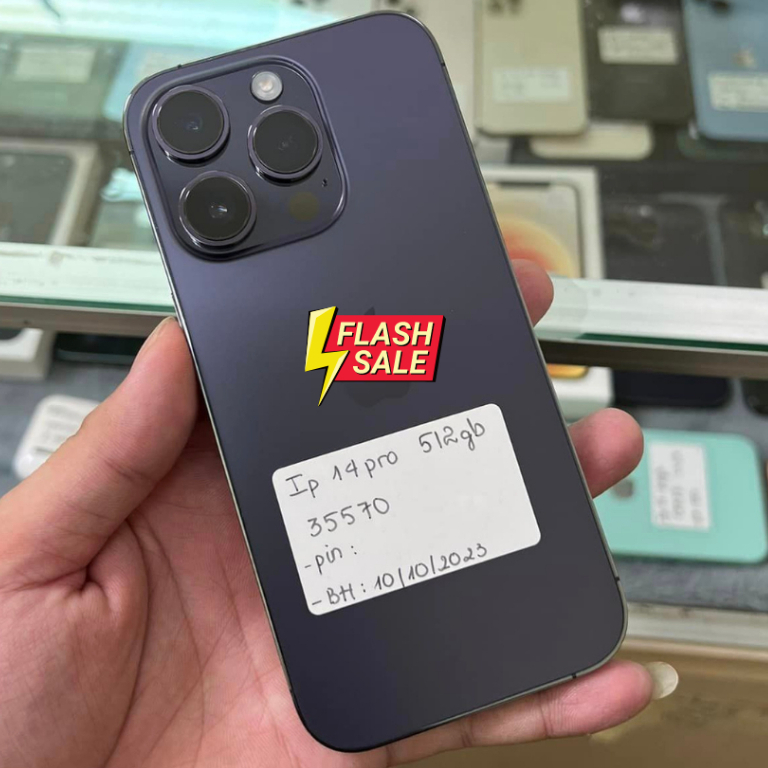 FLASH
SALE
Ip 14 pro 512gb
35570
-pin :
- BH : 10/10/2023